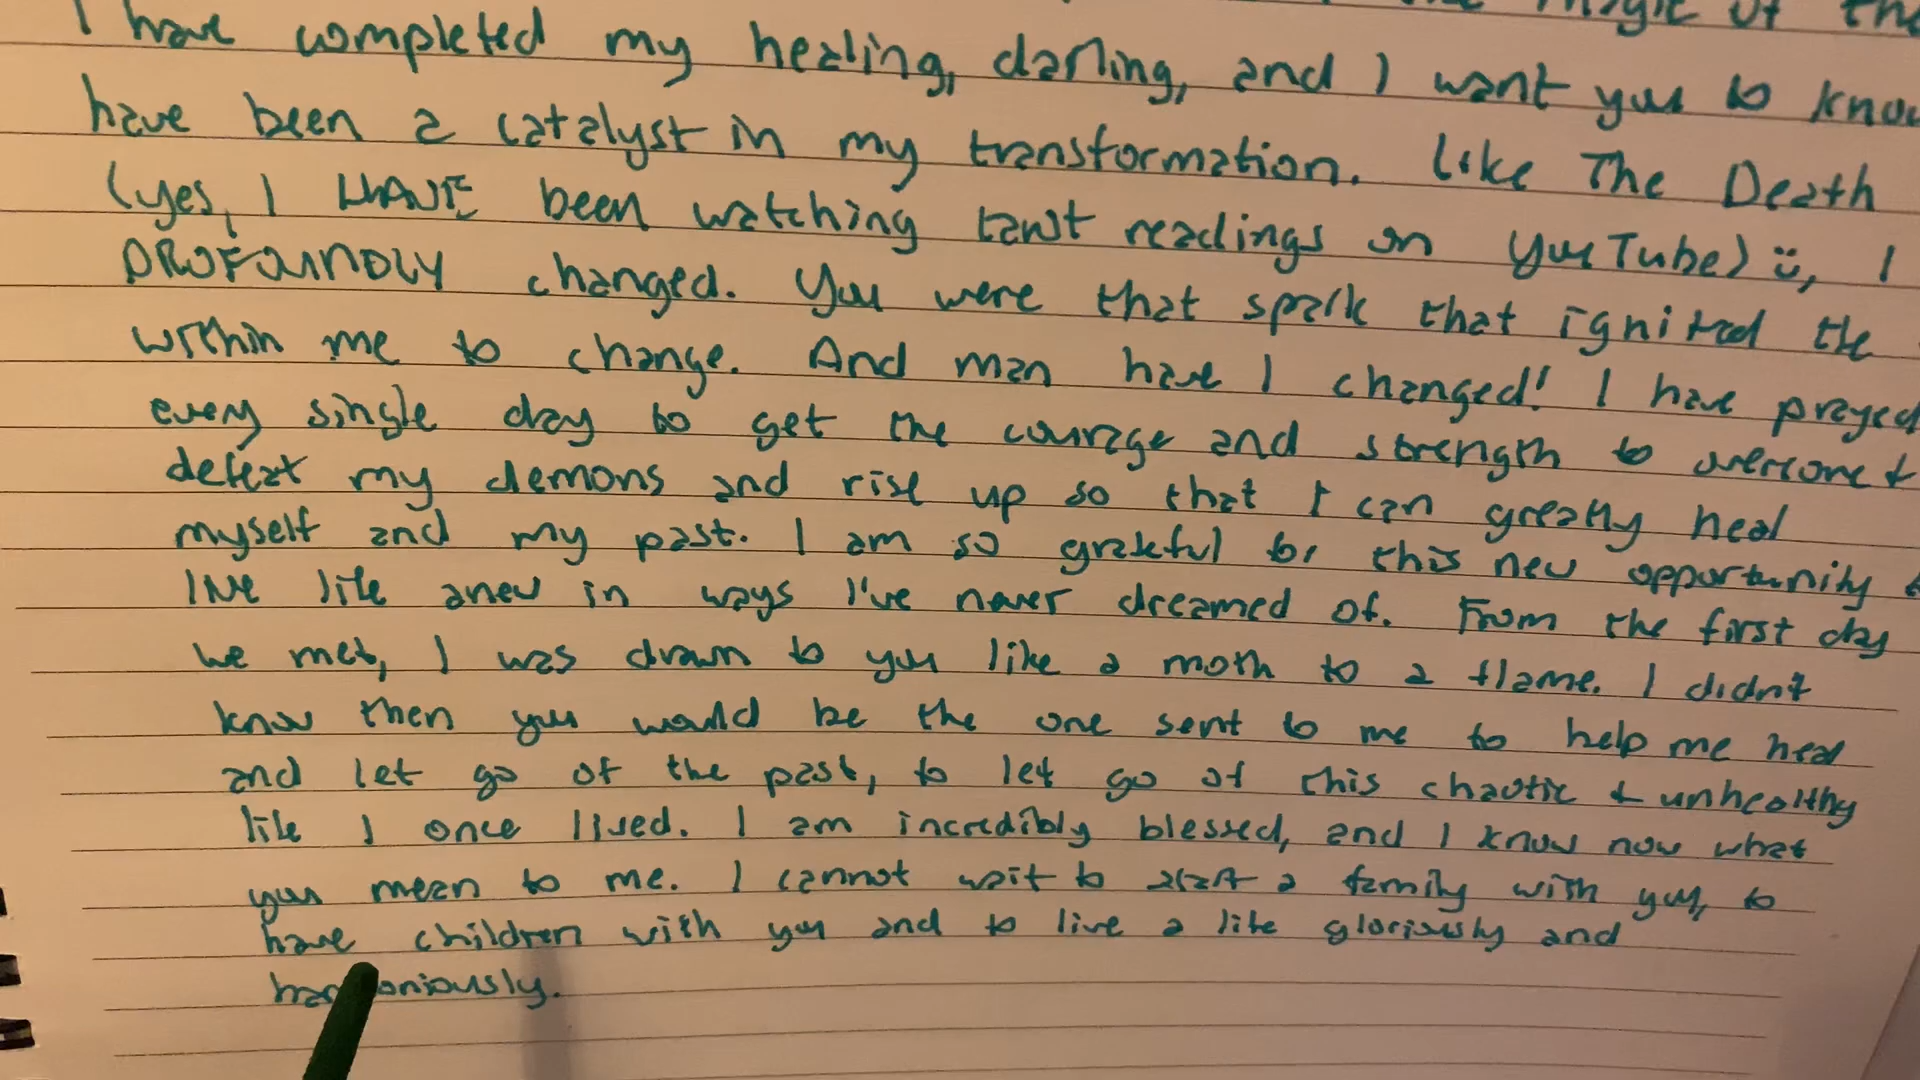 magic of the
I have completed my healing, darling, and I want you to know
have been a catalyst in my transformation. Like The Death
(yes, I HAVE been watching tarot readings on YouTube) :), I
PROFOUNDLY changed. You were that spark that ignited the
within me to change. And man have I changed! I have prayed
every single day to get the courage and strength to overcome +
defeat my demons and rise up so that I can greatly heal
myself and my past. I am so grateful for this new opportunity
live life anew in ways I've never dreamed of. From the first day
we met, I was drawn to you like a moth to a flame. I didn't
know then you would be the one sent to me to help me heal
and let go of the past, to let go of this chaotic + unhealthy
life I once lived. I am incredibly blessed, and I know now what
you mean to me. I cannot wait to start a family with you, to
have children with you and to live a life gloriously and
harmoniously.